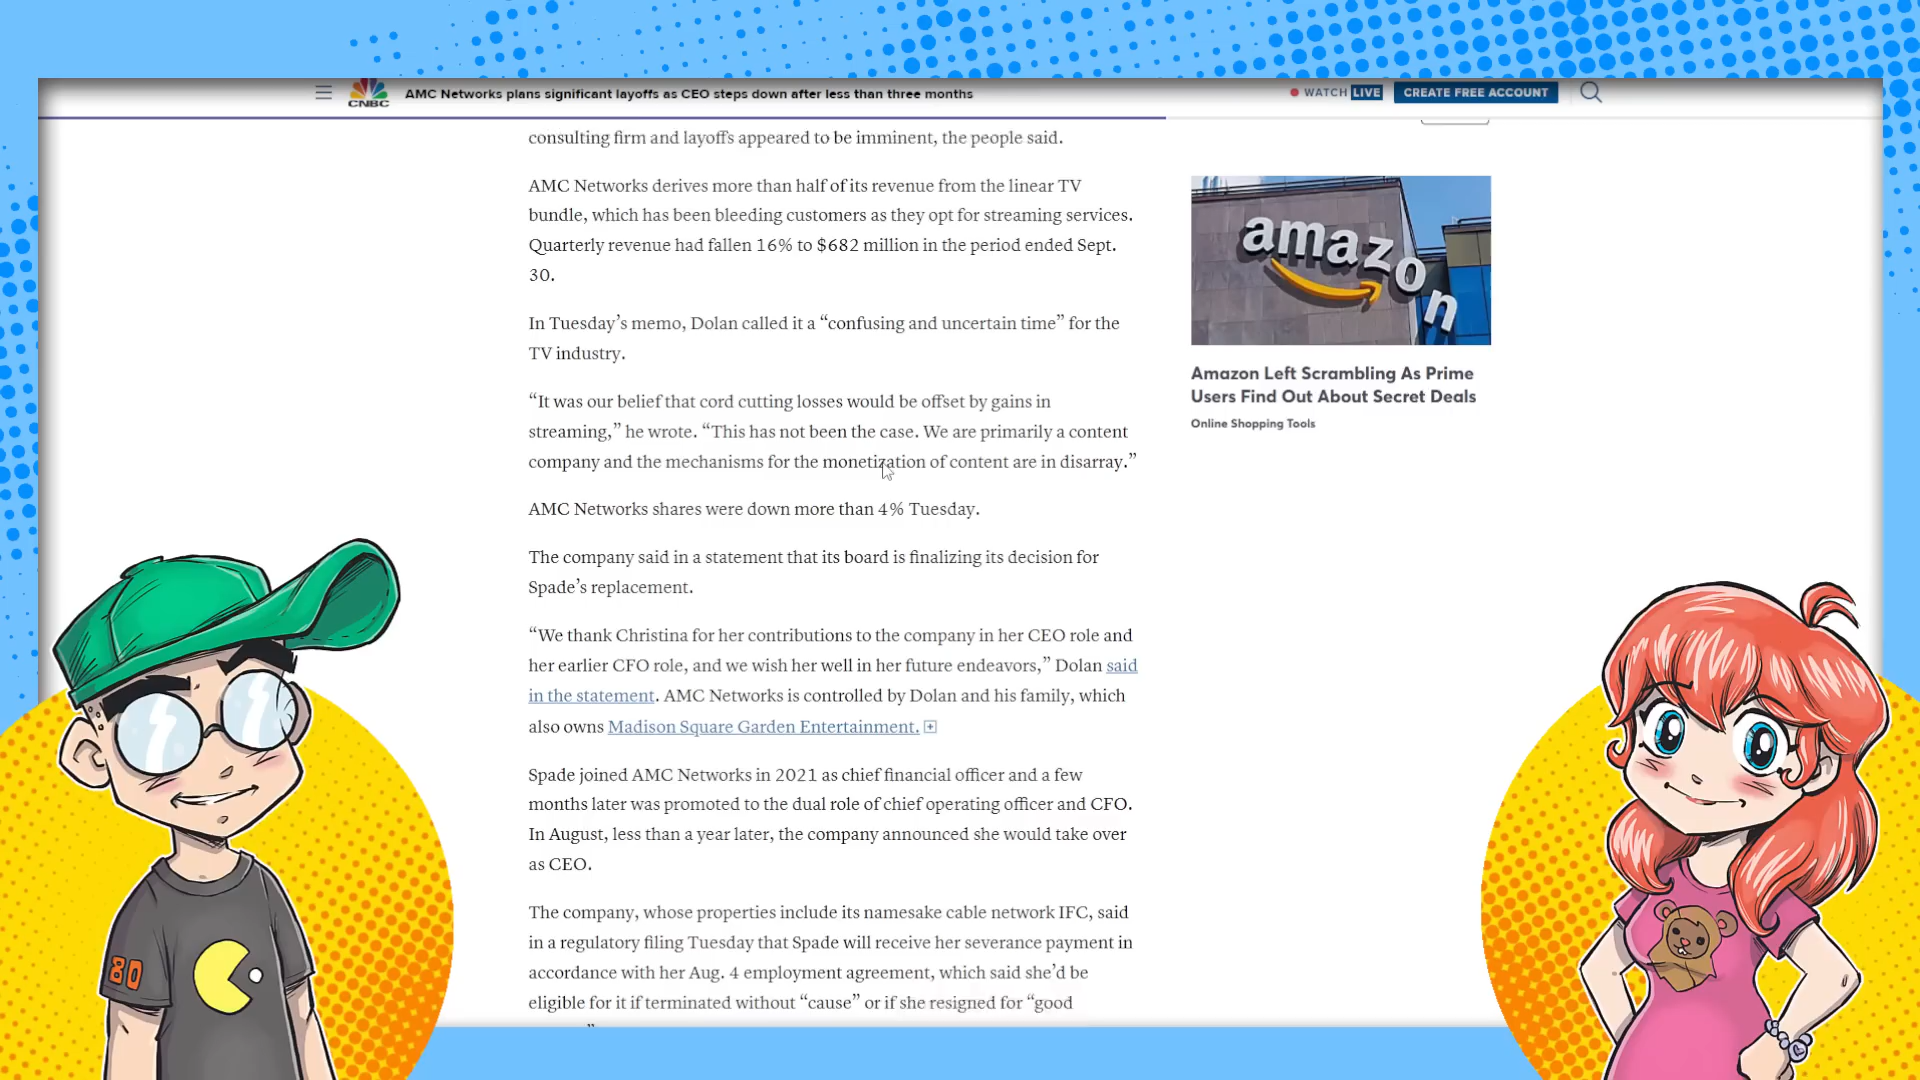 CNBC
AMC Networks plans significant layoffs as CEO steps down after less than three months
WATCH LIVE
CREATE FREE ACCOUNT
consulting firm and layoffs appeared to be imminent, the people said.
AMC Networks derives more than half of its revenue from the linear TV
bundle, which has been bleeding customers as they opt for streaming services.
Quarterly revenue had fallen 16% to $682 million in the period ended Sept.
30.
In Tuesday’s memo, Dolan called it a “confusing and uncertain time” for the
TV industry.
“It was our belief that cord cutting losses would be offset by gains in
streaming,” he wrote. “This has not been the case. We are primarily a content
company and the mechanisms for the monetization of content are in disarray.”
AMC Networks shares were down more than 4% Tuesday.
The company said in a statement that its board is finalizing its decision for
Spade’s replacement.
“We thank Christina for her contributions to the company in her CEO role and
her earlier CFO role, and we wish her well in her future endeavors,” Dolan said
in the statement. AMC Networks is controlled by Dolan and his family, which
also owns Madison Square Garden Entertainment.
Spade joined AMC Networks in 2021 as chief financial officer and a few
months later was promoted to the dual role of chief operating officer and CFO.
In August, less than a year later, the company announced she would take over
as CEO.
The company, whose properties include its namesake cable network IFC, said
in a regulatory filing Tuesday that Spade will receive her severance payment in
accordance with her Aug. 4 employment agreement, which said she’d be
eligible for it if terminated without “cause” or if she resigned for “good
amazon
Amazon Left Scrambling As Prime
Users Find Out About Secret Deals
Online Shopping Tools
80